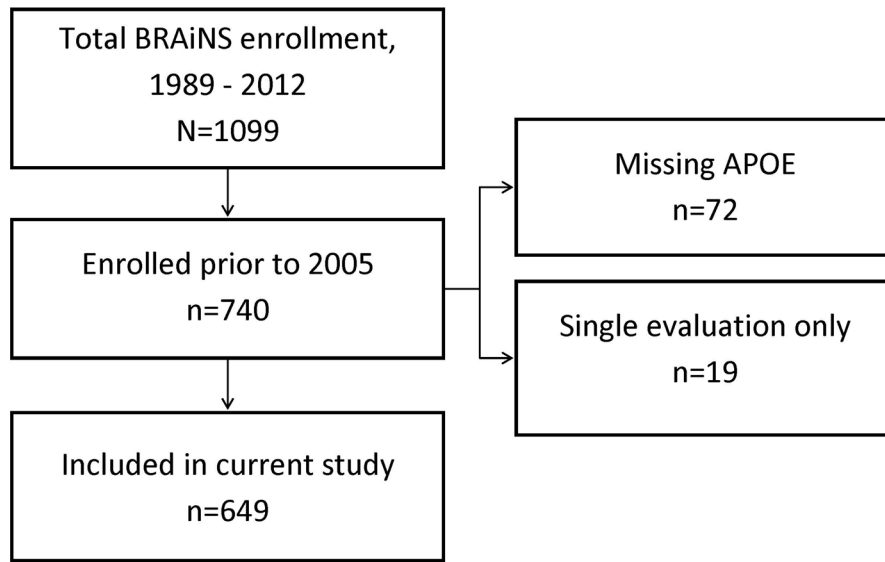 Total BRAiNS enrollment,
1989 - 2012
N=1099
Enrolled prior to 2005
n=740
Missing APOE
n=72
Single evaluation only
n=19
Included in current study
n=649